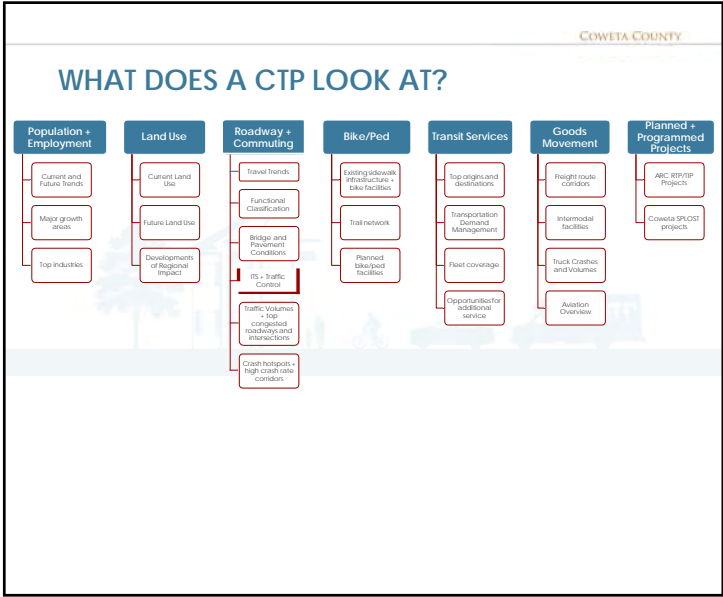 COWETA COUNTY
WHAT DOES A CTP LOOK AT?
Population +
Employment
Current and
Future Trends
Major growth
areas
Top industries
Land Use
Current Land
Use
Future Land Use
Developments
of Regional
Impact
Roadway +
Commuting
Travel Trends
Functional
Classification
Bridge and
Pavement
Conditions
ITS + Traffic
Control
Traffic Volumes
+ top
congested
roadways and
intersections
Crash hotspots +
high crash rate
corridors
Bike/Ped
Existing sidewalk
infrastructure +
bike facilities
Trail network
Planned
bike/ped
facilities
Transit Services
Top origins and
destinations
Transportation
Demand
Management
Fleet coverage
Opportunities for
additional
service
Goods
Movement
Freight route
corridors
Intermodal
facilities
Truck Crashes
and Volumes
Aviation
Overview
Planned +
Programmed
Projects
ARC RTP/TIP
Projects
Coweta SPLOST
projects